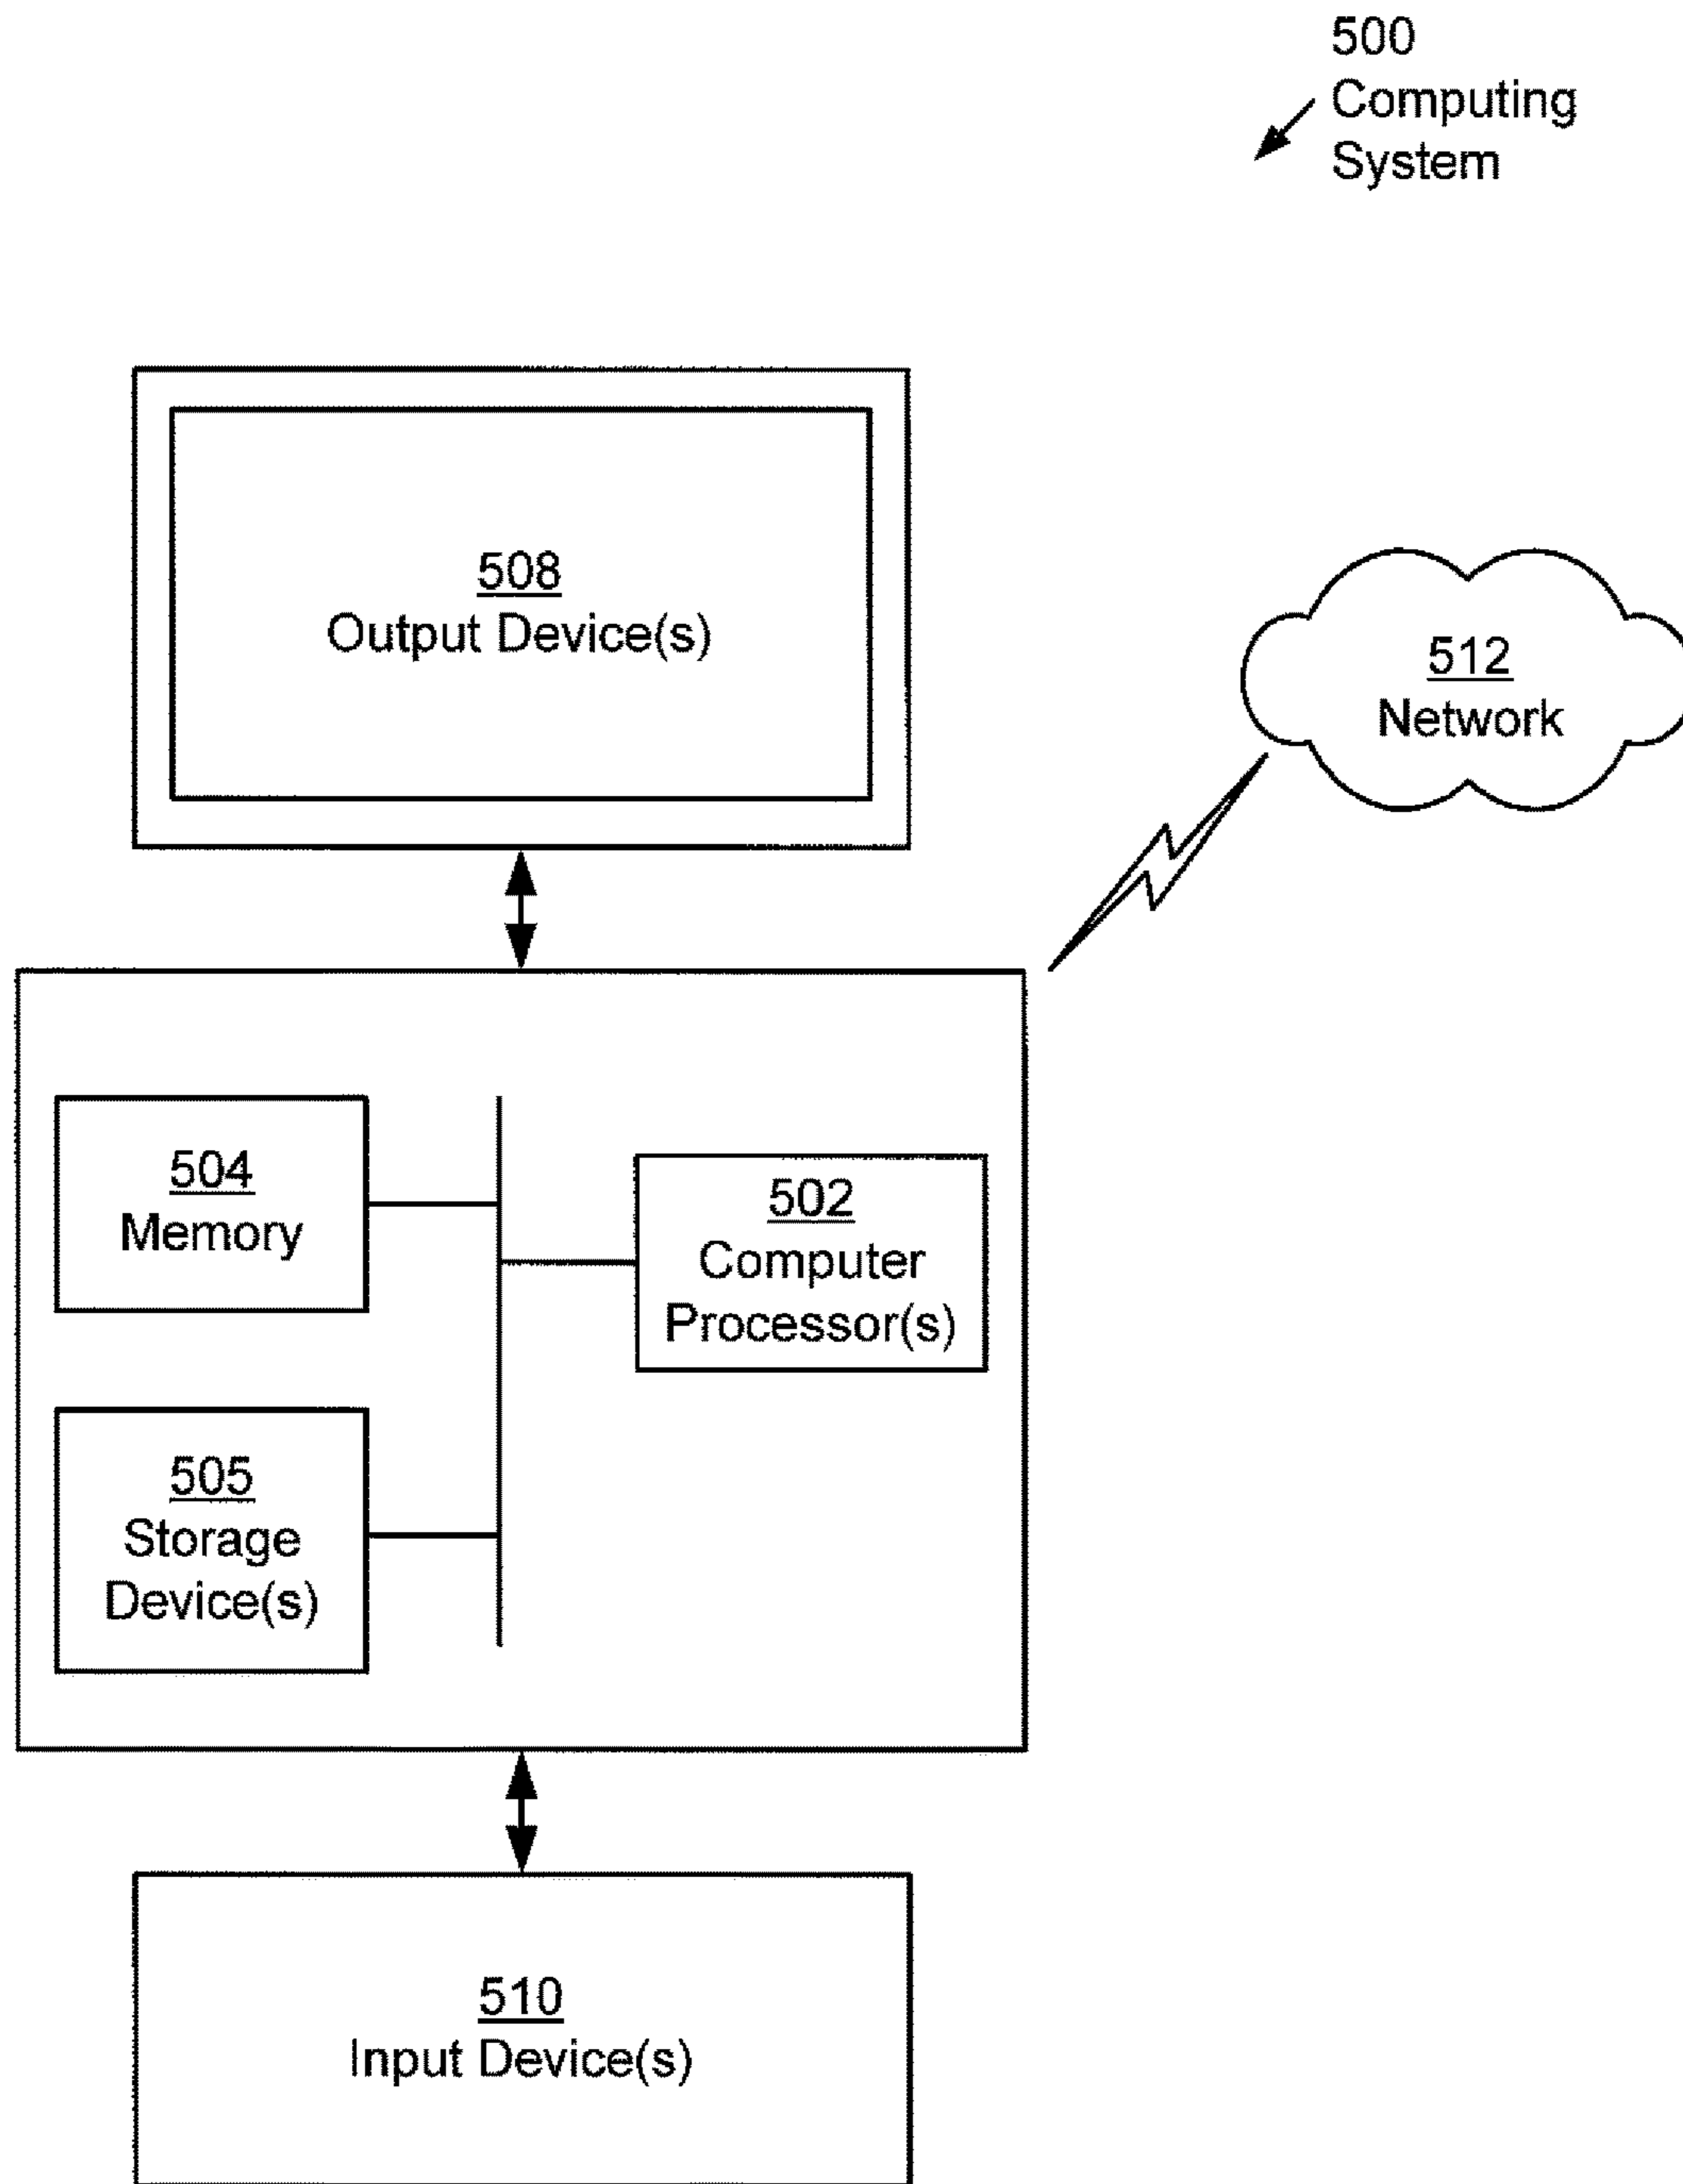 500
Computing
System
508
Output Device(s)
512
Network
504
Memory
502
Computer
Processor(s)
505
Storage
Device(s)
510
Input Device(s)